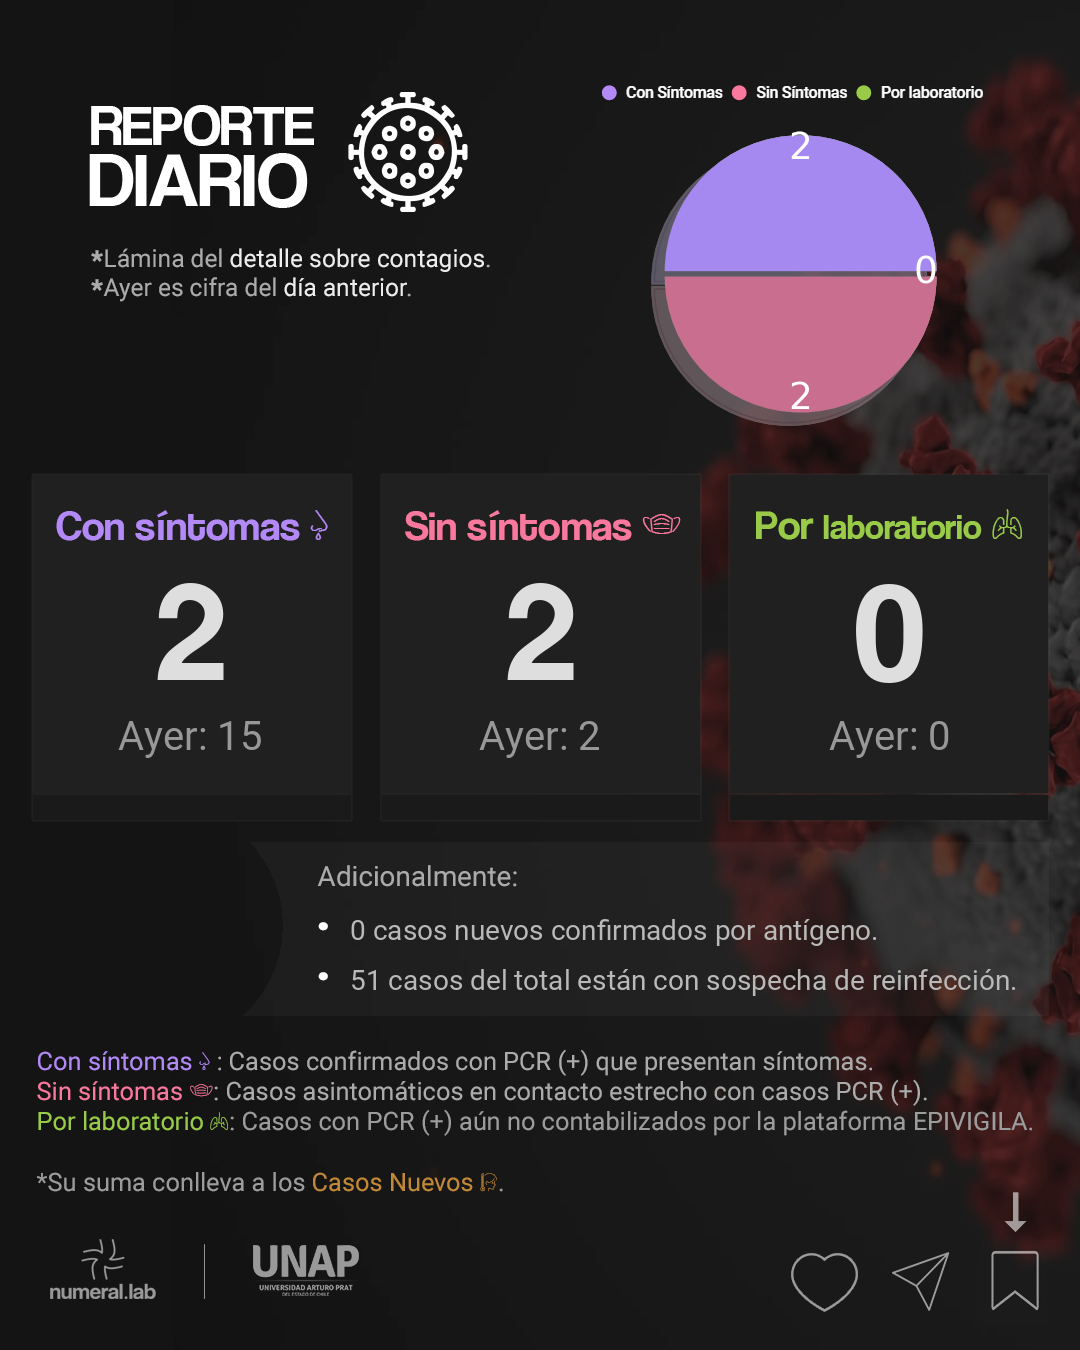 REPORTE
DIARIO
*Lámina del detalle sobre contagios.
*Ayer es cifra del día anterior.
Con Síntomas Sin Síntomas Por laboratorio
2
0
2
Con síntomas
2
Ayer: 15
Sin síntomas
2
Ayer: 2
Por laboratorio
0
Ayer: 0
Adicionalmente:
• 0 casos nuevos confirmados por antígeno.
• 51 casos del total están con sospecha de reinfección.
Con síntomas : Casos confirmados con PCR (+) que presentan síntomas.
Sin síntomas : Casos asintomáticos en contacto estrecho con casos PCR (+).
Por laboratorio : Casos con PCR (+) aún no contabilizados por la plataforma EPIVIGILA.
*Su suma conlleva a los Casos Nuevos .
numeral.lab
UNAP
UNIVERSIDAD ARTURO PRAT
DEL ESTADO DE CHILE